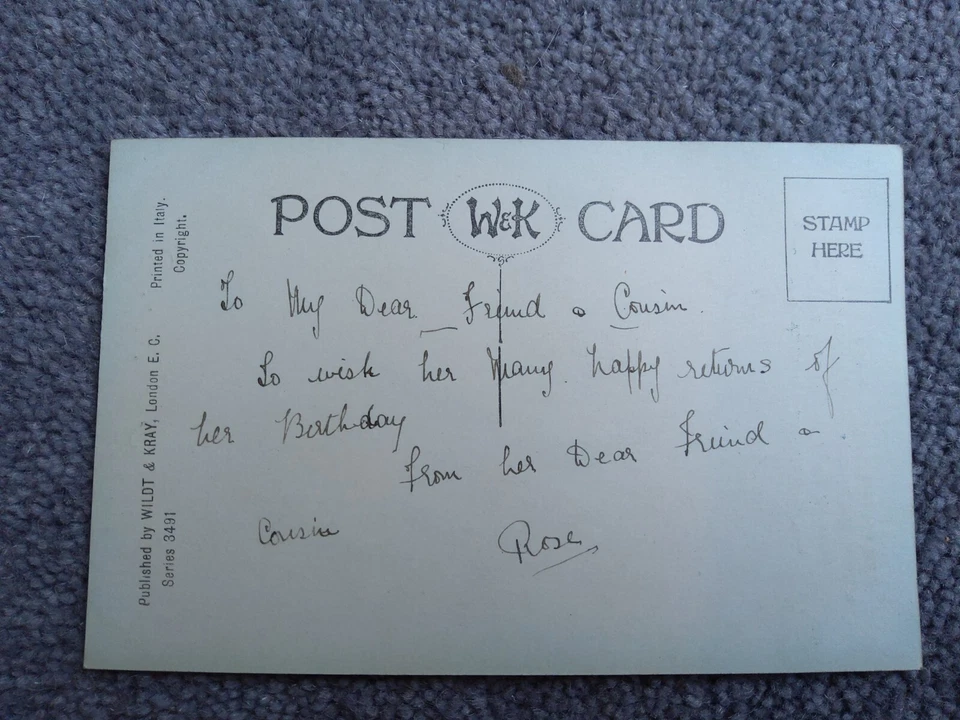 POST W&K CARD
STAMP
HERE
To My Dear Friend & Cousin.
To wish her Many happy returns of
her Birthday
from her Dear Friend &
Cousin Rose
Printed in Italy.
Copyright.
Published by WILDT & KRAY, London E. C.
Series 3491